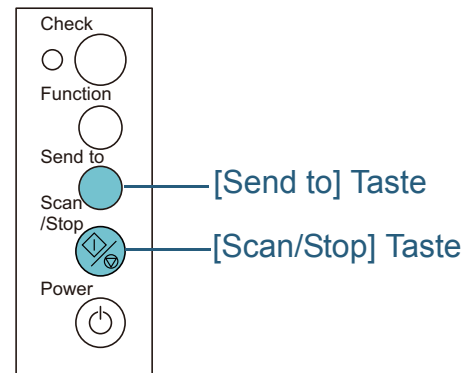 Check
Function
Send to
[Send to] Taste
Scan
/Stop
[Scan/Stop] Taste
Power